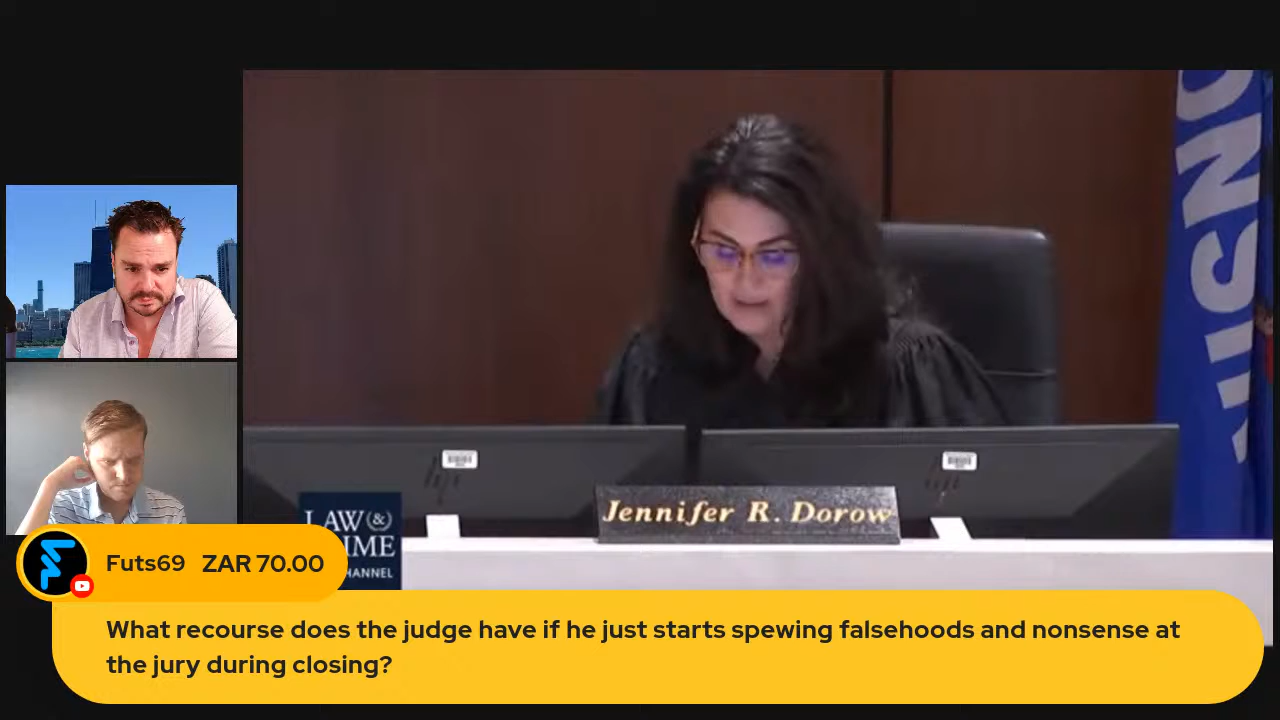 ONSIN
Jennifer R. Dorow
LAW &
IME
HANNEL
Futs69 ZAR 70.00
What recourse does the judge have if he just starts spewing falsehoods and nonsense at
the jury during closing?